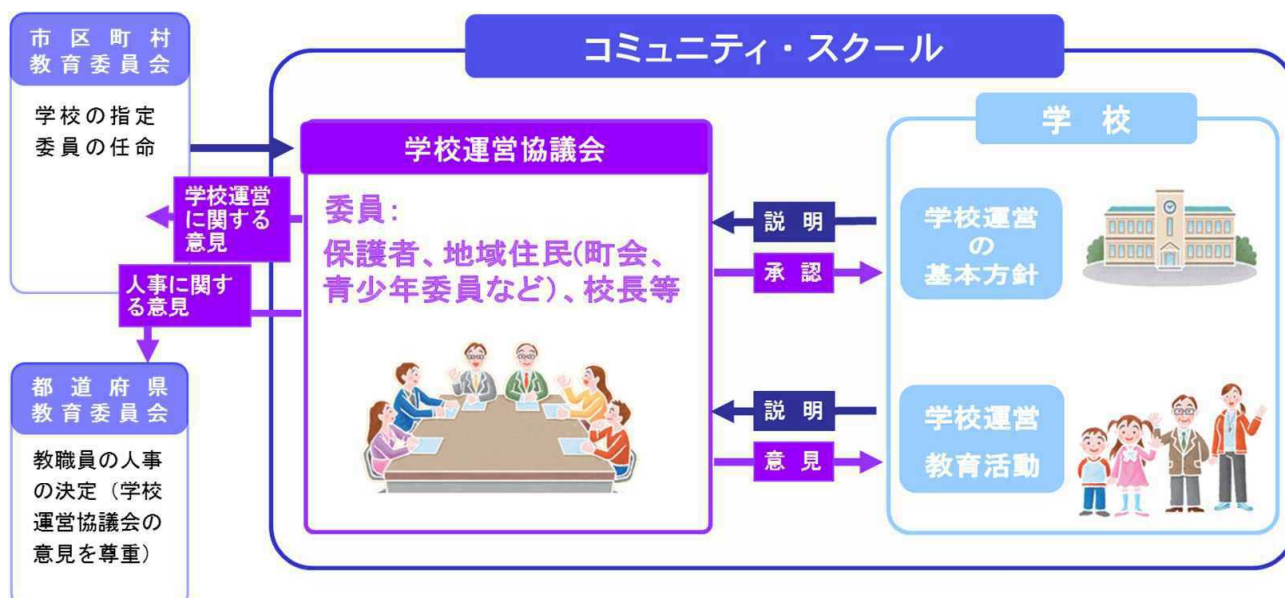 コミュニティ・スクール
市区町村
教育委員会
学校の指定
委員の任命
学校運営
に関する
意見
人事に関す
る意見
都道府県
教育委員会
教職員の人事
の決定（学校
運営協議会の
意見を尊重）
学校運営協議会
委員：
保護者、地域住民(町会、
青少年委員など)、校長等
説明
承認
説明
意見
学校
学校運営
の
基本方針
学校運営
教育活動